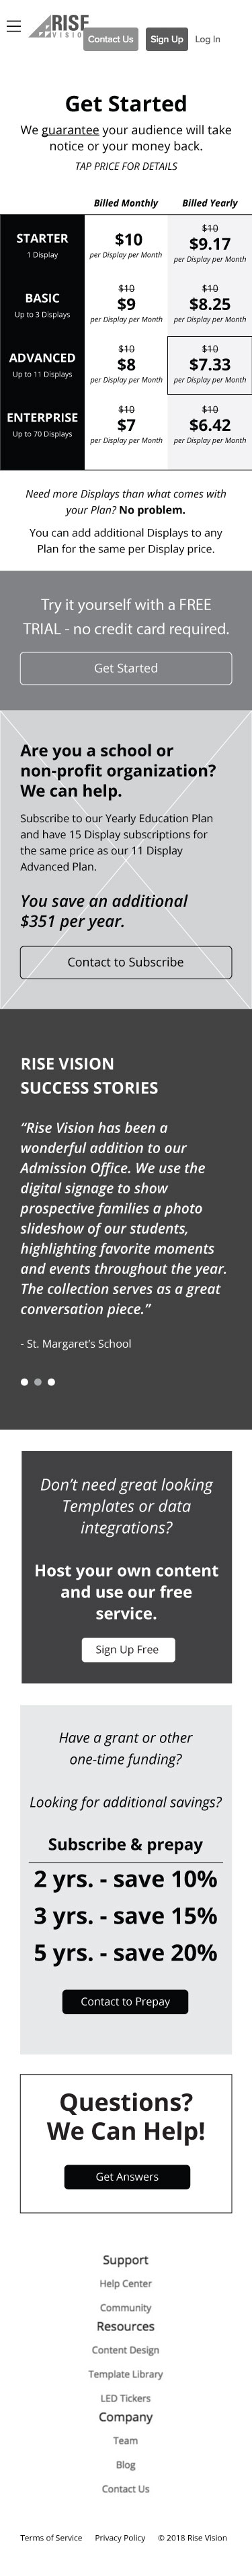 RISE
VISIO
Contact Us
Sign Up
Log In
Get Started
We guarantee your audience will take
notice or your money back.
TAP PRICE FOR DETAILS
Billed Monthly
Billed Yearly
STARTER
1 Display
$10
per Display per Month
$10
$9.17
per Display per Month
BASIC
Up to 3 Displays
$10
$9
per Display per Month
$10
$8.25
per Display per Month
ADVANCED
Up to 11 Displays
$10
$8
per Display per Month
$10
$7.33
per Display per Month
ENTERPRISE
Up to 70 Displays
$10
$7
per Display per Month
$10
$6.42
per Display per Month
Need more Displays than what comes with
your Plan? No problem.
You can add additional Displays to any
Plan for the same per Display price.
Try it yourself with a FREE
TRIAL - no credit card required.
Get Started
Are you a school or
non-profit organization?
We can help.
Subscribe to our Yearly Education Plan
and have 15 Display subscriptions for
the same price as our 11 Display
Advanced Plan.
You save an additional
$351 per year.
Contact to Subscribe
RISE VISION
SUCCESS STORIES
“Rise Vision has been a
wonderful addition to our
Admission Office. We use the
digital signage to show
prospective families a photo
slideshow of our students,
highlighting favorite moments
and events throughout the year.
The collection serves as a great
conversation piece.”
- St. Margaret’s School
Don’t need great looking
Templates or data
integrations?
Host your own content
and use our free
service.
Sign Up Free
Have a grant or other
one-time funding?
Looking for additional savings?
Subscribe & prepay
2 yrs. - save 10%
3 yrs. - save 15%
5 yrs. - save 20%
Contact to Prepay
Questions?
We Can Help!
Get Answers
Support
Help Center
Community
Resources
Content Design
Template Library
LED Tickers
Company
Team
Blog
Contact Us
Terms of Service Privacy Policy © 2018 Rise Vision